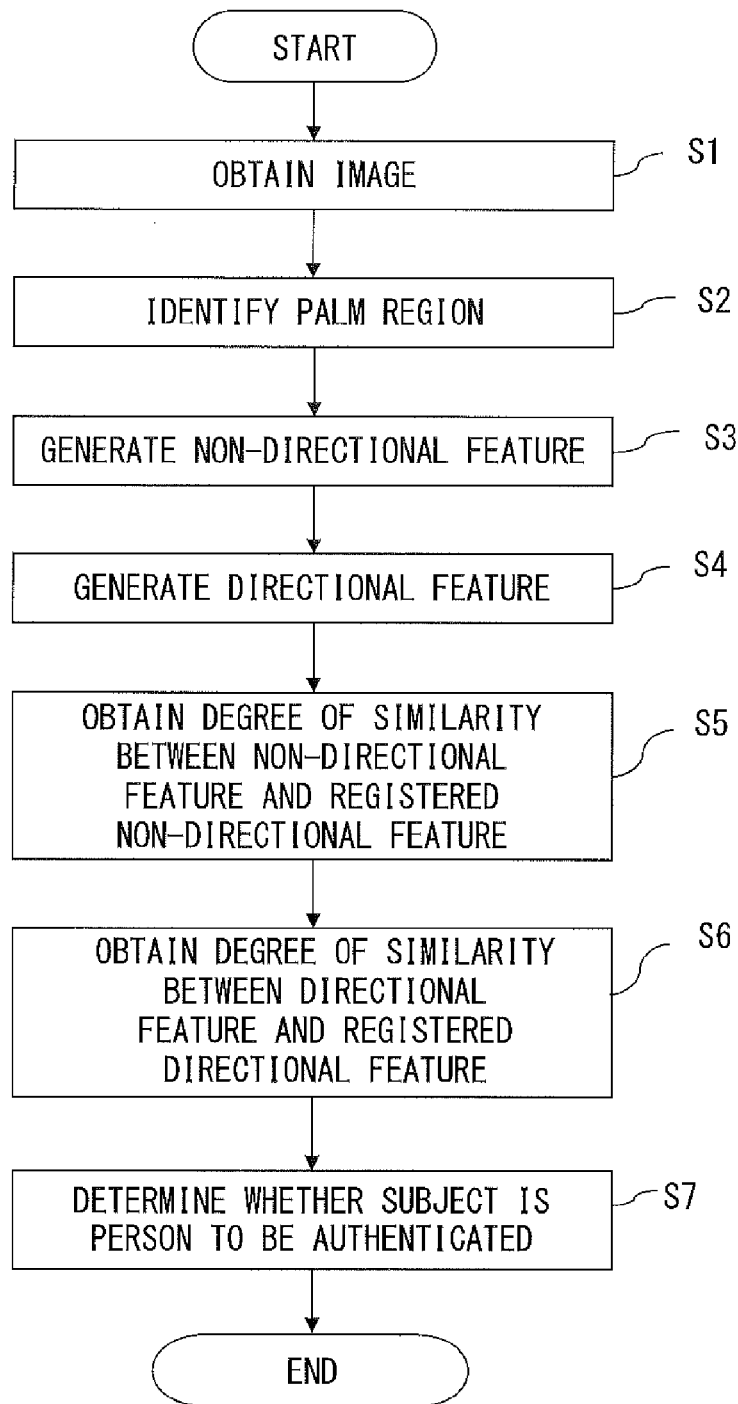 START
OBTAIN IMAGE
S1
IDENTIFY PALM REGION
S2
GENERATE NON-DIRECTIONAL FEATURE
S3
GENERATE DIRECTIONAL FEATURE
S4
OBTAIN DEGREE OF SIMILARITY
BETWEEN NON-DIRECTIONAL
FEATURE AND REGISTERED
NON-DIRECTIONAL FEATURE
S5
OBTAIN DEGREE OF SIMILARITY
BETWEEN DIRECTIONAL
FEATURE AND REGISTERED
DIRECTIONAL FEATURE
S6
DETERMINE WHETHER SUBJECT IS
PERSON TO BE AUTHENTICATED
S7
END